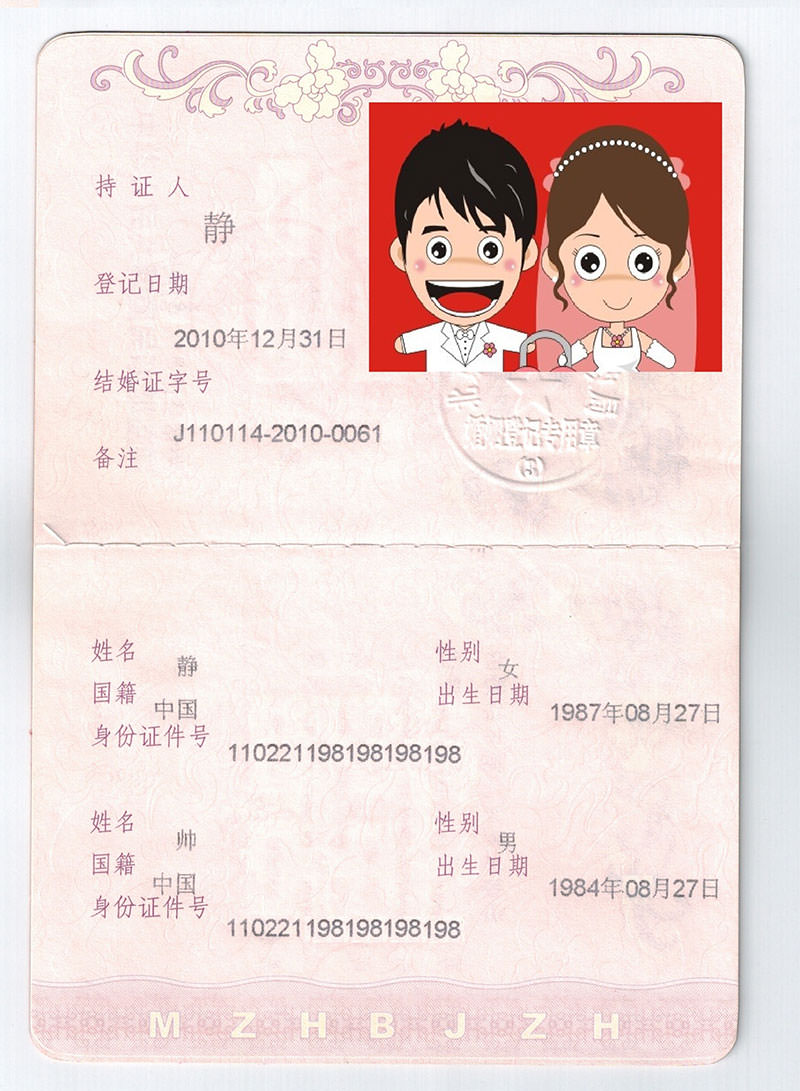 持证人
静
登记日期
2010年12月31日
结婚证字号
J110114-2010-0061
备注
婚姻登记专用章
(3)
姓名 静 性别 女
国籍 中国 出生日期 1987年08月27日
身份证件号 110221198198198198
姓名 帅 性别 男
国籍 中国 出生日期 1984年08月27日
身份证件号 110221198198198198
M Z H B J Z H